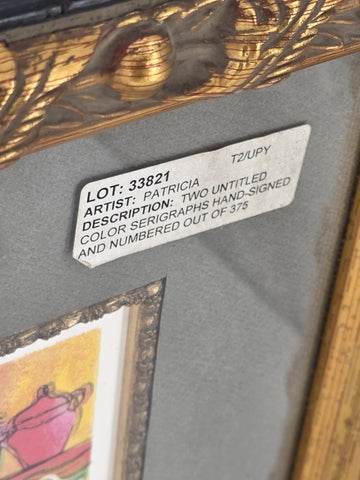 LOT: 33821 T2/UPY
ARTIST: PATRICIA
DESCRIPTION: TWO UNTITLED
COLOR SERIGRAPHS HAND-SIGNED
AND NUMBERED OUT OF 375